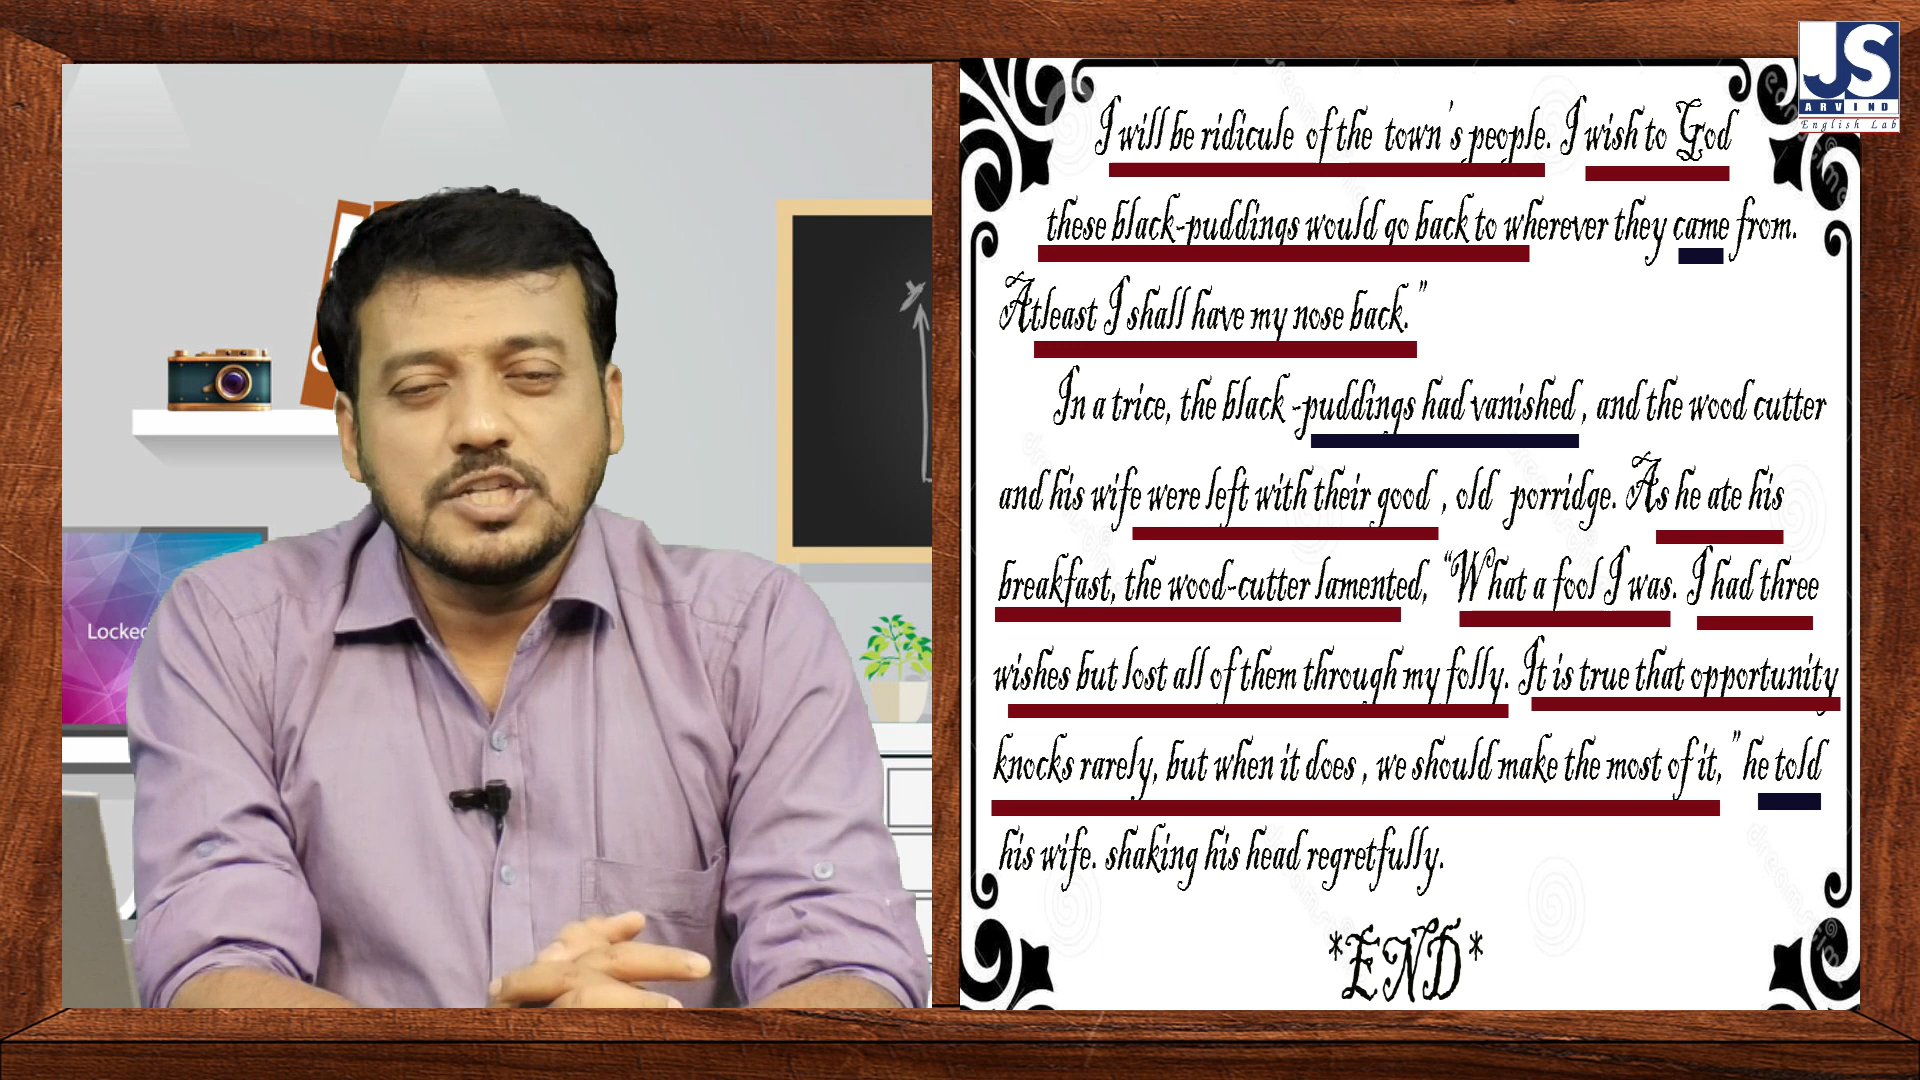 JS
ARVIND
English Lab
I will be ridicule of the town's people. I wish to God
these black-puddings would go back to wherever they came from.
Atleast I shall have my nose back."
In a trice, the black -puddings had vanished, and the wood cutter
and his wife were left with their good , old porridge. As he ate his
breakfast, the wood-cutter lamented, "What a fool I was. I had three
wishes but lost all of them through my folly. It is true that opportunity
knocks rarely, but when it does , we should make the most of it," he told
his wife. shaking his head regretfully.
*END*
Locked